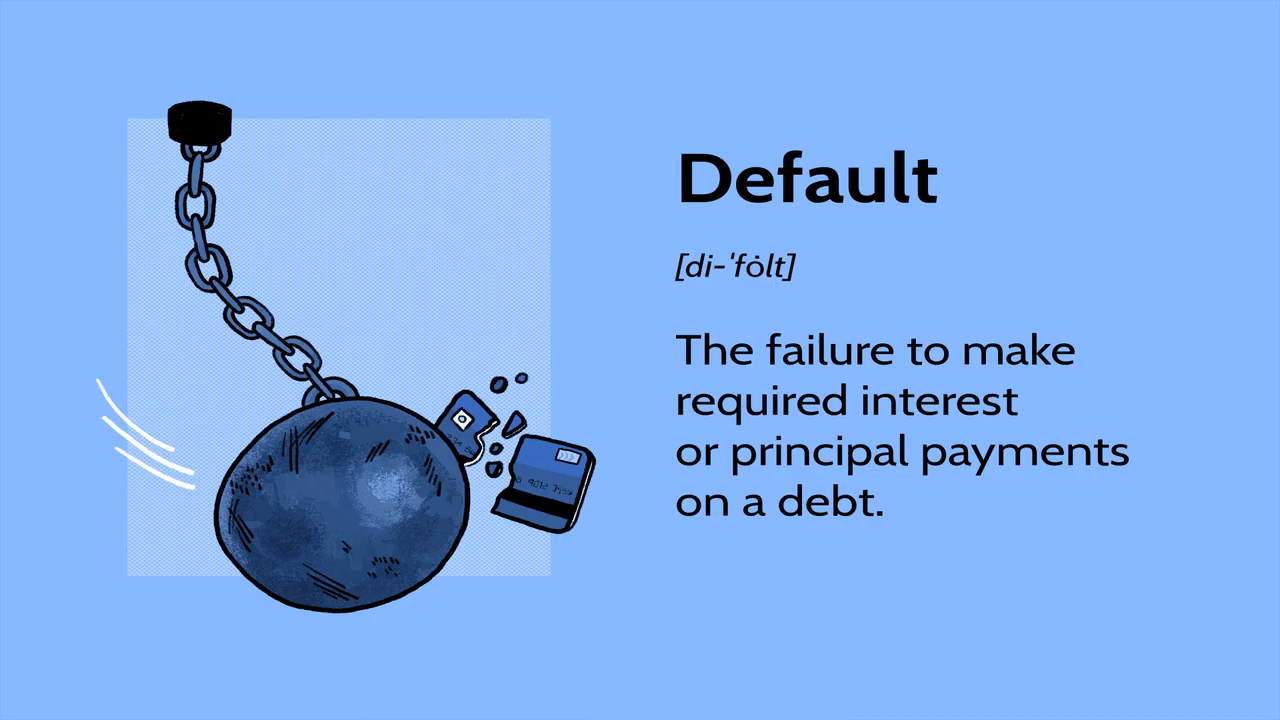 Default
[di-ˈfȯlt]
The failure to make
required interest
or principal payments
on a debt.